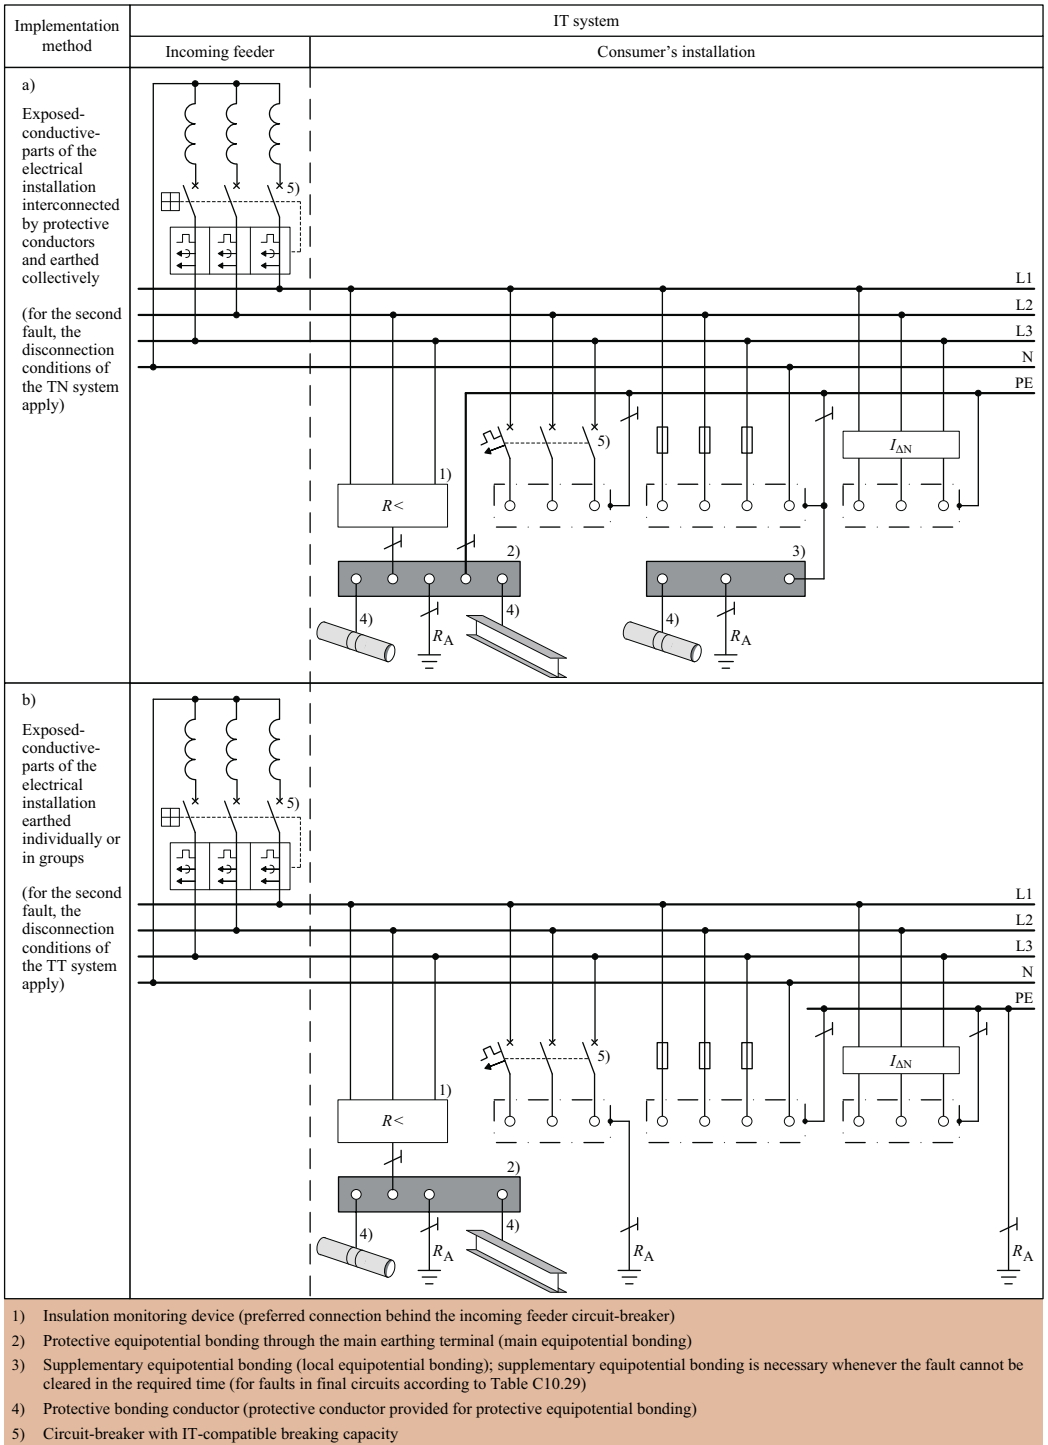 Implementation
method
IT system
Incoming feeder
Consumer's installation
a)
Exposed-
conductive-
parts of the
electrical
installation
interconnected
by protective
conductors
and earthed
collectively
(for the second
fault, the
disconnection
conditions of
the TN system
apply)
5)
L1
L2
L3
N
PE
5)
IΔN
1)
R<
2)
3)
4)
RA
4)
4)
RA
b)
Exposed-
conductive-
parts of the
electrical
installation
earthed
individually or
in groups
(for the second
fault, the
disconnection
conditions of
the TT system
apply)
5)
L1
L2
L3
N
PE
5)
IΔN
1)
R<
2)
4)
RA
4)
RA
RA
1) Insulation monitoring device (preferred connection behind the incoming feeder circuit-breaker)
2) Protective equipotential bonding through the main earthing terminal (main equipotential bonding)
3) Supplementary equipotential bonding (local equipotential bonding); supplementary equipotential bonding is necessary whenever the fault cannot be
cleared in the required time (for faults in final circuits according to Table C10.29)
4) Protective bonding conductor (protective conductor provided for protective equipotential bonding)
5) Circuit-breaker with IT-compatible breaking capacity